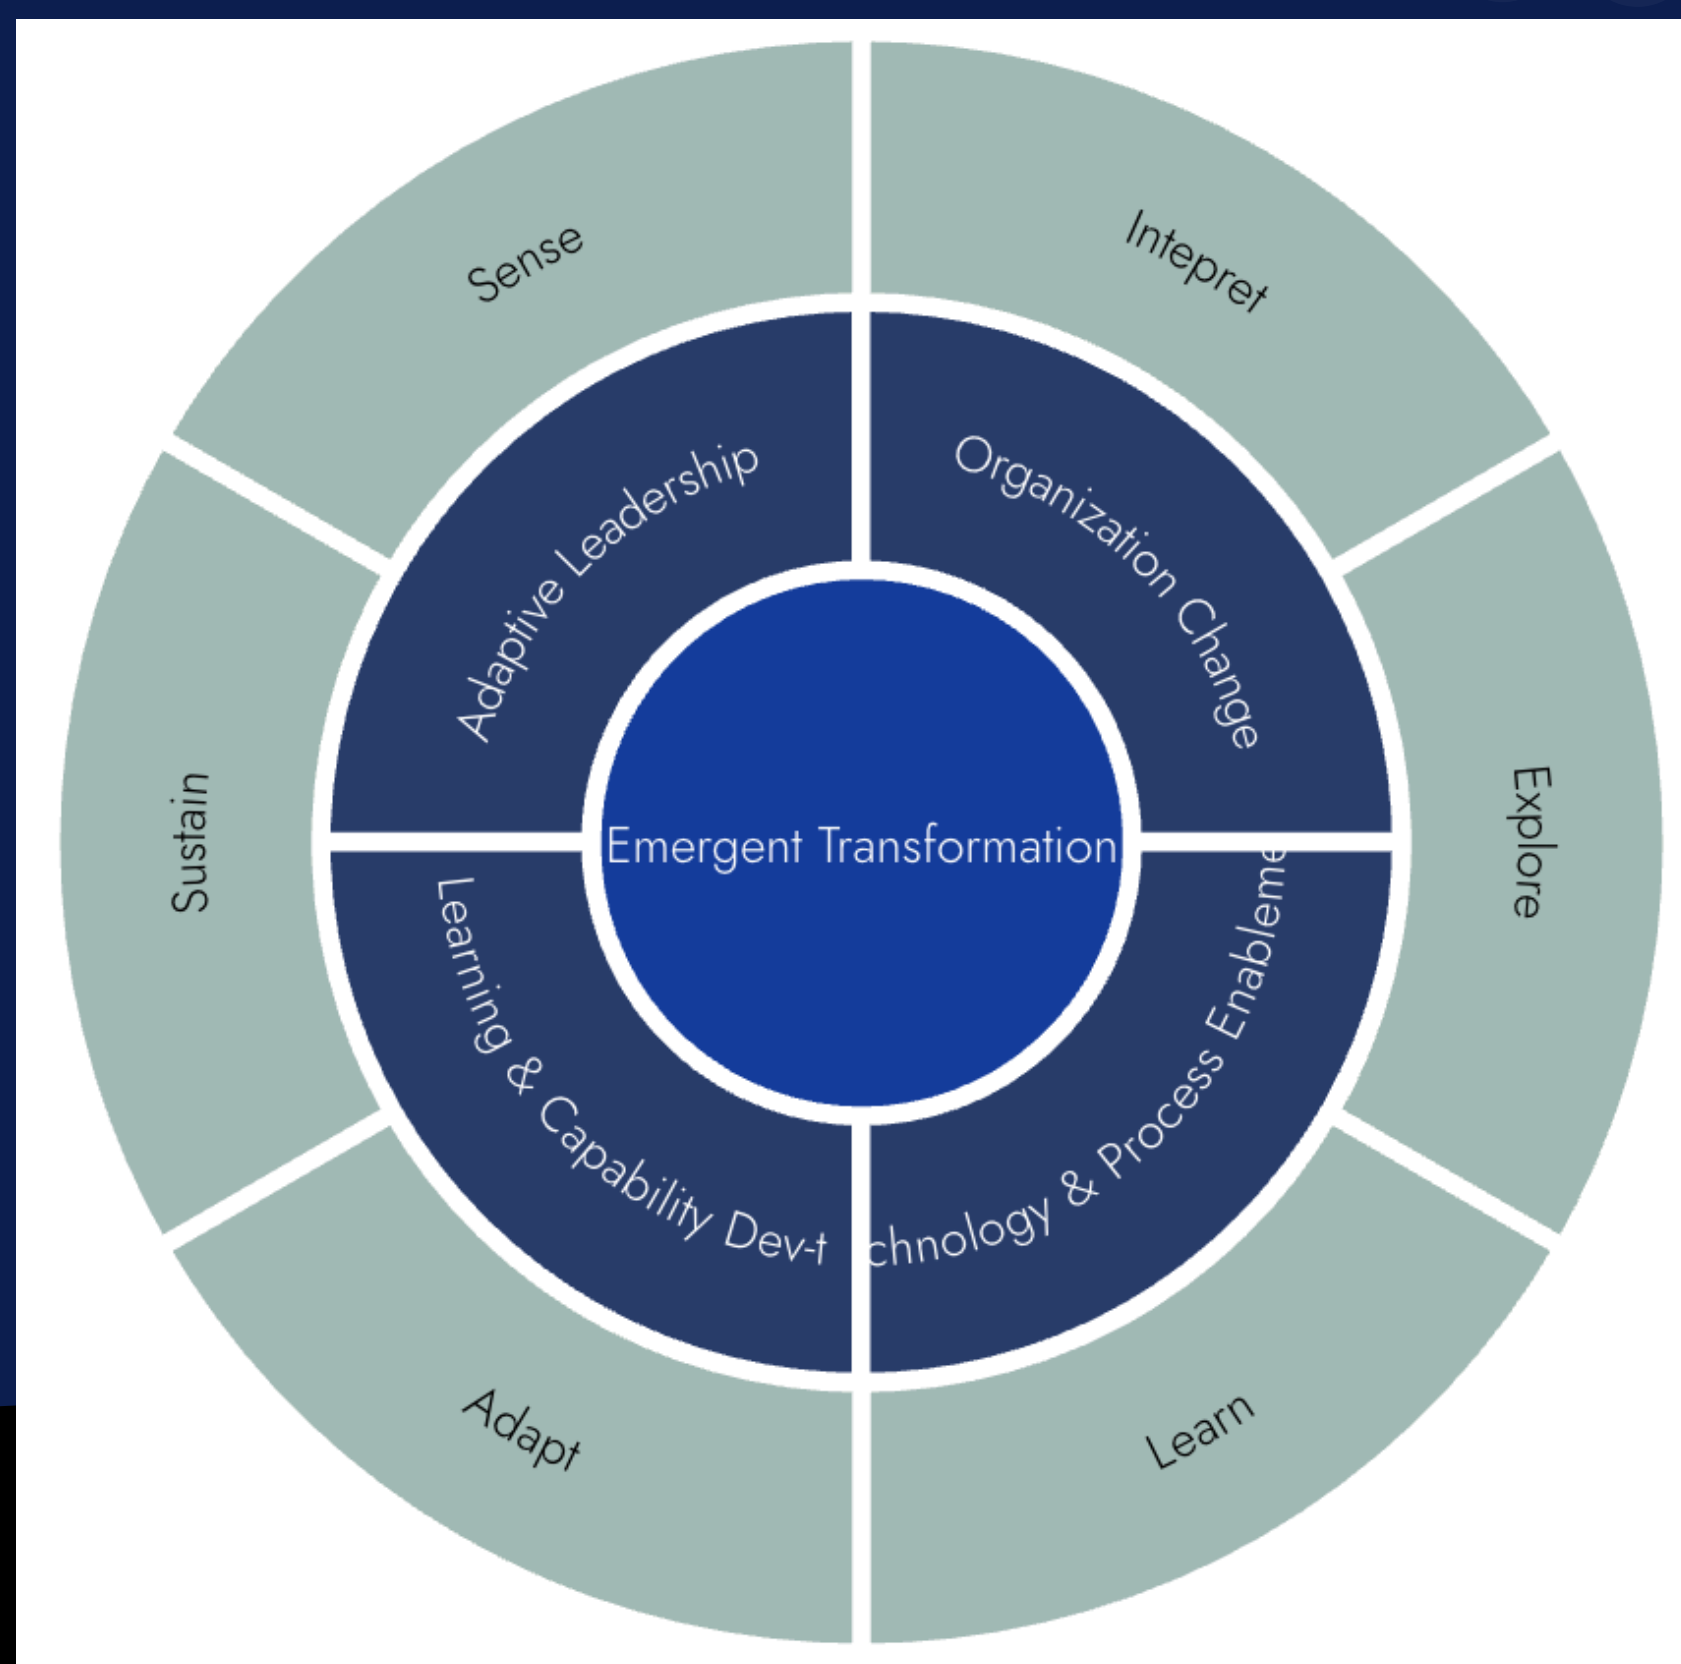 Sense
Intepret
Explore
Learn
Adapt
Sustain
Adaptive Leadership
Organization Change
chnology & Process Enableme
Learning & Capability Dev-t
Emergent Transformation